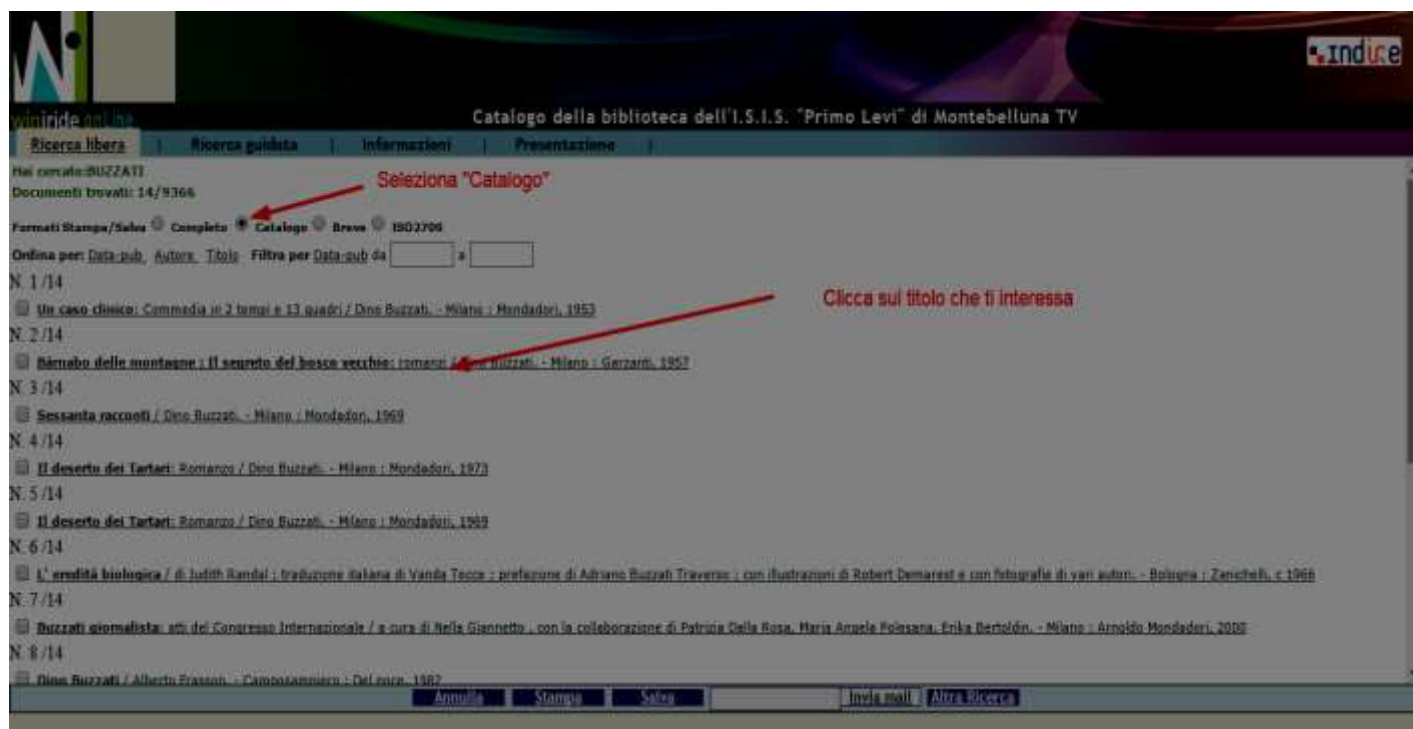 indice
winiride online
Catalogo della biblioteca dell'I.S.I.S. "Primo Levi" di Montebelluna TV
Ricerca libera | Ricerca guidata | Informazioni | Presentazione |
Hai cercato:BUZZATI
Seleziona "Catalogo"
Documenti trovati: 14/9366
Formati Stampa/Salva Completo Catalogo Breve ISO2709
Ordina per: Data-pub Autore Titolo Filtra per Data-pub da a
N. 1 /14
Clicca sul titolo che ti interessa
Un caso clinico: Commedia in 2 tempi e 13 quadri / Dino Buzzati. - Milano : Mondadori, 1953
N. 2 /14
Bàrnabo delle montagne ; Il segreto del bosco vecchio: romanzi / Dino Buzzati. - Milano : Garzanti, 1957
N. 3 /14
Sessanta racconti / Dino Buzzati. - Milano : Mondadori, 1969
N. 4 /14
Il deserto dei Tartari: Romanzo / Dino Buzzati. - Milano : Mondadori, 1973
N. 5 /14
Il deserto dei Tartari: Romanzo / Dino Buzzati. - Milano : Mondadori, 1969
N. 6 /14
L' eredità biologica / di Judith Randal ; traduzione italiana di Vanda Tocco ; prefazione di Adriano Buzzati Traverso ; con illustrazioni di Robert Demarest e con fotografie di vari autori. - Bologna : Zanichelli, c 1966
N. 7 /14
Buzzati giornalista: atti del Congresso Internazionale / a cura di Nella Giannetto , con la collaborazione di Patrizia Dalla Rosa, Maria Angela Polesana, Erika Bertoldin. - Milano : Arnoldo Mondadori, 2000
N. 8 /14
Dino Buzzati / Alberto Frasson. - Camposampiero : Del noce, 1982
Annulla Stampa Salva Invia mail Altra Ricerca